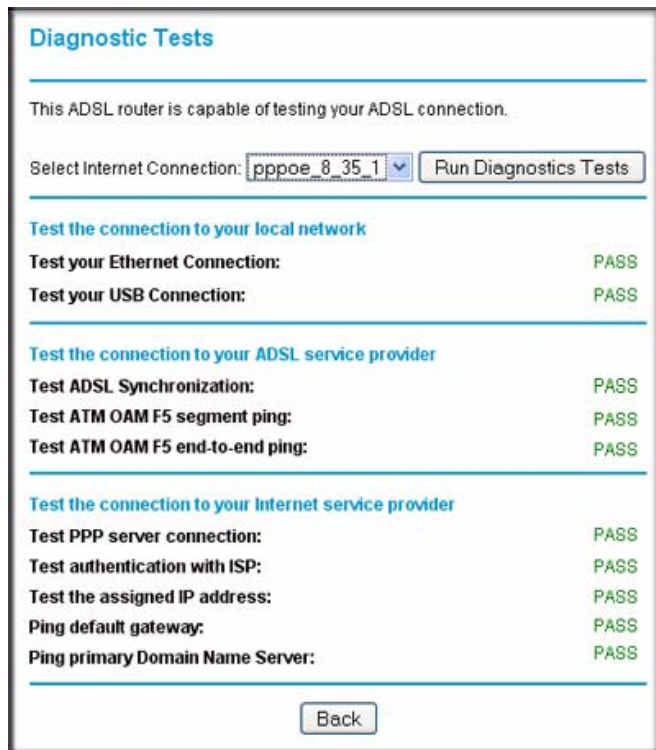 Diagnostic Tests
This ADSL router is capable of testing your ADSL connection.
Select Internet Connection: pppoe_8_35_1 Run Diagnostics Tests
Test the connection to your local network
Test your Ethernet Connection: PASS
Test your USB Connection: PASS
Test the connection to your ADSL service provider
Test ADSL Synchronization: PASS
Test ATM OAM F5 segment ping: PASS
Test ATM OAM F5 end-to-end ping: PASS
Test the connection to your Internet service provider
Test PPP server connection: PASS
Test authentication with ISP: PASS
Test the assigned IP address: PASS
Ping default gateway: PASS
Ping primary Domain Name Server: PASS
Back